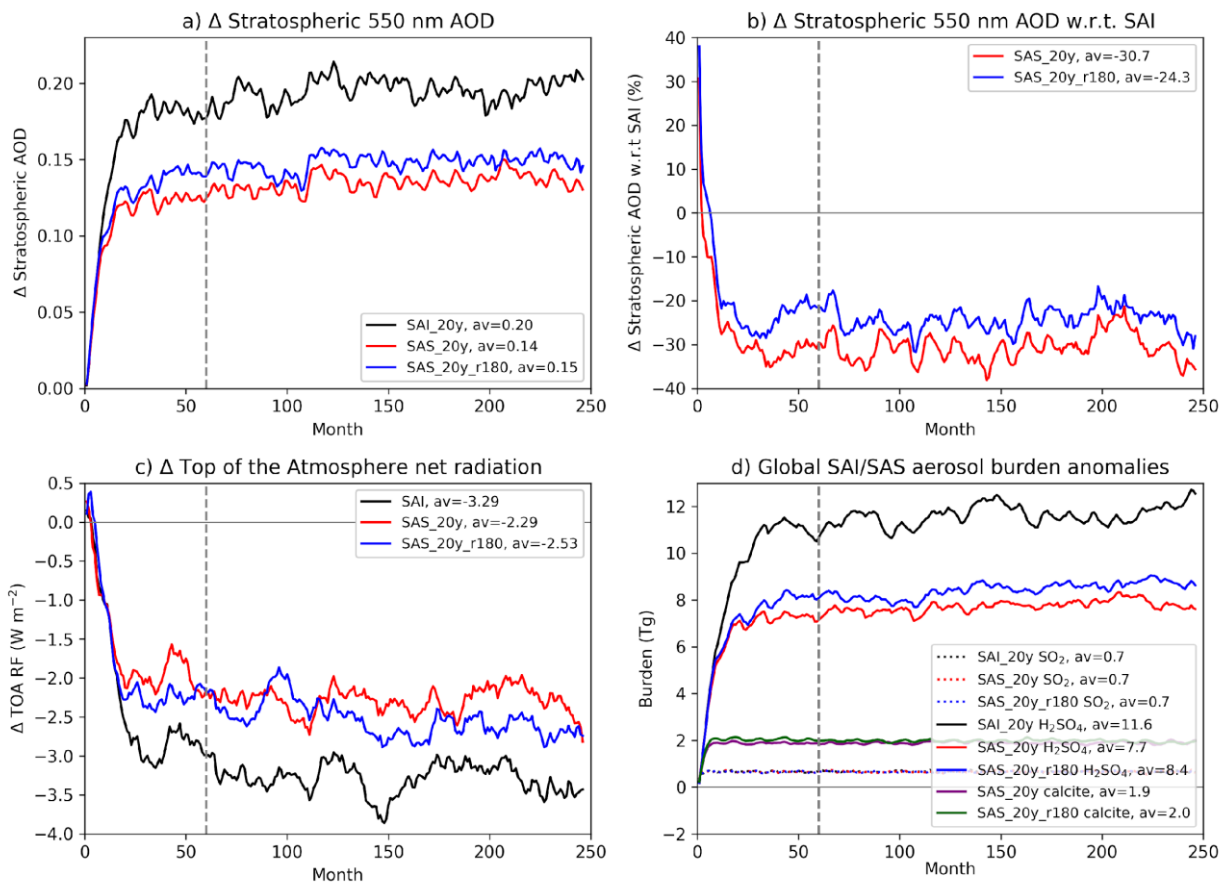 a) Δ Stratospheric 550 nm AOD
Δ Stratospheric AOD
0.20
0.15
0.10
0.05
0.00
SAI_20y, av=0.20
SAS_20y, av=0.14
SAS_20y_r180, av=0.15
0 50 100 150 200 250
Month
b) Δ Stratospheric 550 nm AOD w.r.t. SAI
Δ Stratospheric AOD w.r.t SAI (%)
40
30
20
10
0
−10
−20
−30
−40
SAS_20y, av=-30.7
SAS_20y_r180, av=-24.3
0 50 100 150 200 250
Month
c) Δ Top of the Atmosphere net radiation
Δ TOA RF (W m⁻²)
0.5
0.0
−0.5
−1.0
−1.5
−2.0
−2.5
−3.0
−3.5
−4.0
SAI, av=-3.29
SAS_20y, av=-2.29
SAS_20y_r180, av=-2.53
0 50 100 150 200 250
Month
d) Global SAI/SAS aerosol burden anomalies
Burden (Tg)
12
10
8
6
4
2
0
−2
SAI_20y SO₂, av=0.7
SAS_20y SO₂, av=0.7
SAS_20y_r180 SO₂, av=0.7
SAI_20y H₂SO₄, av=11.6
SAS_20y H₂SO₄, av=7.7
SAS_20y_r180 H₂SO₄, av=8.4
SAS_20y calcite, av=1.9
SAS_20y_r180 calcite, av=2.0
0 50 100 150 200 250
Month